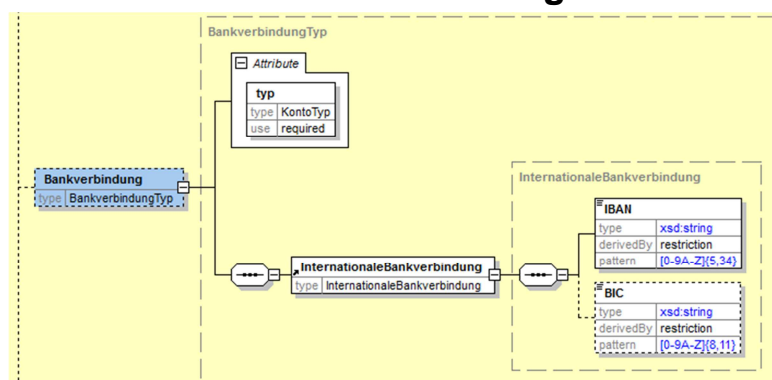 g
BankverbindungTyp
Attribute
typ
type KontoTyp
use required
Bankverbindung
type BankverbindungTyp
InternationaleBankverbindung
IBAN
type xsd:string
derivedBy restriction
pattern [0-9A-Z]{5,34}
InternationaleBankverbindung
type InternationaleBankverbindung
BIC
type xsd:string
derivedBy restriction
pattern [0-9A-Z]{8,11}